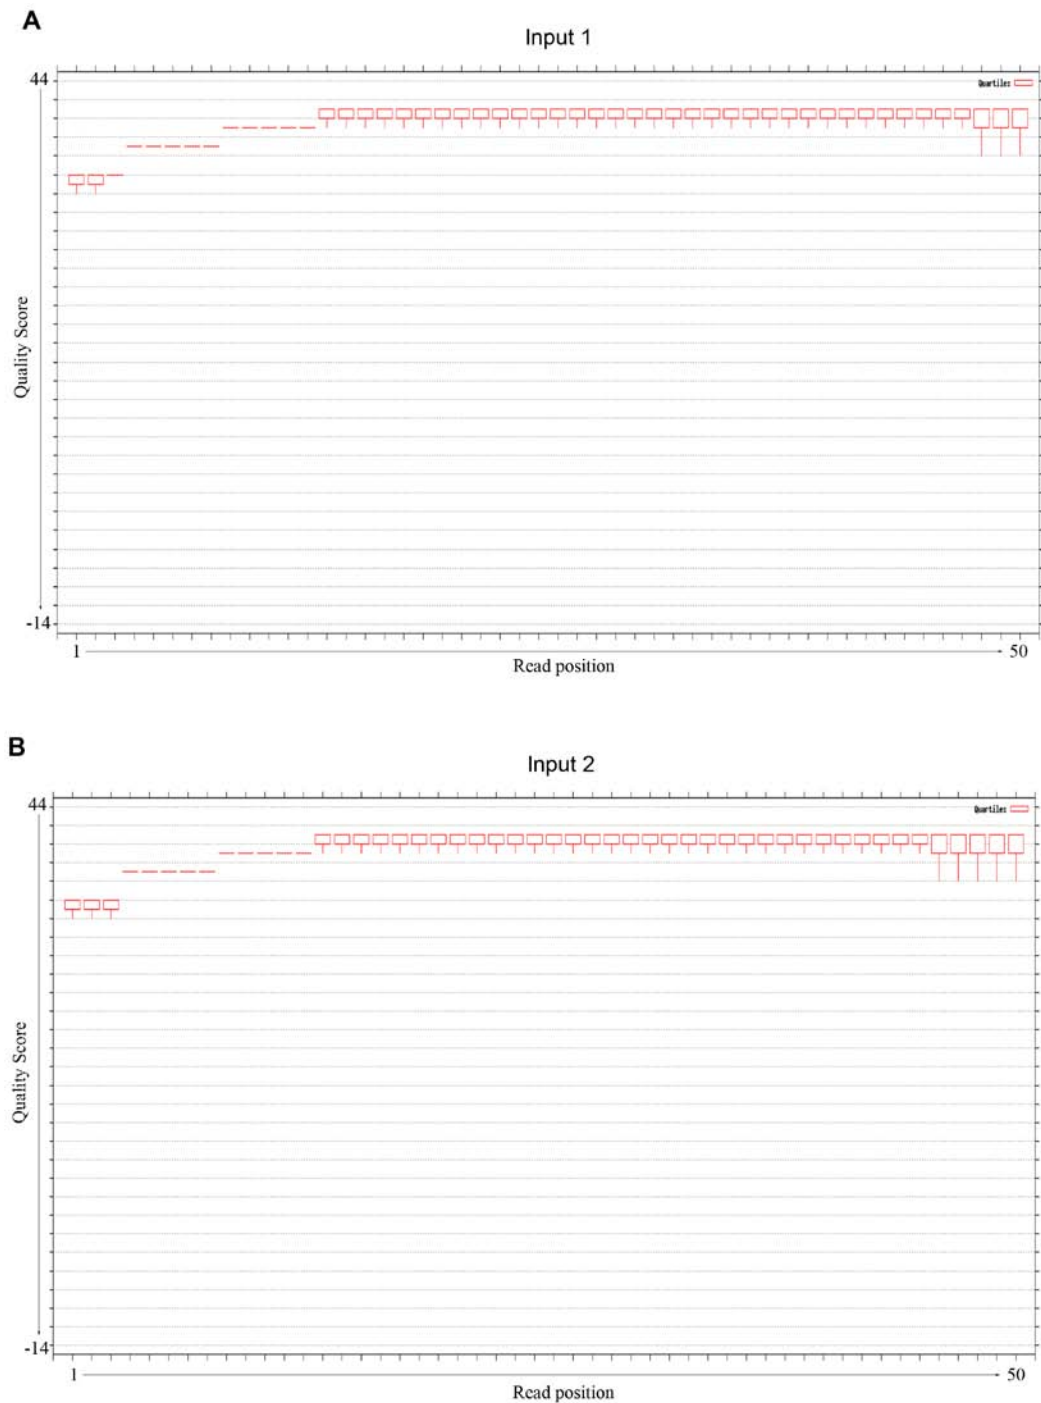 A
Input 1
44
Quartiles
Quality Score
-14
1
50
Read position
B
Input 2
44
Quartiles
Quality Score
-14
1
50
Read position